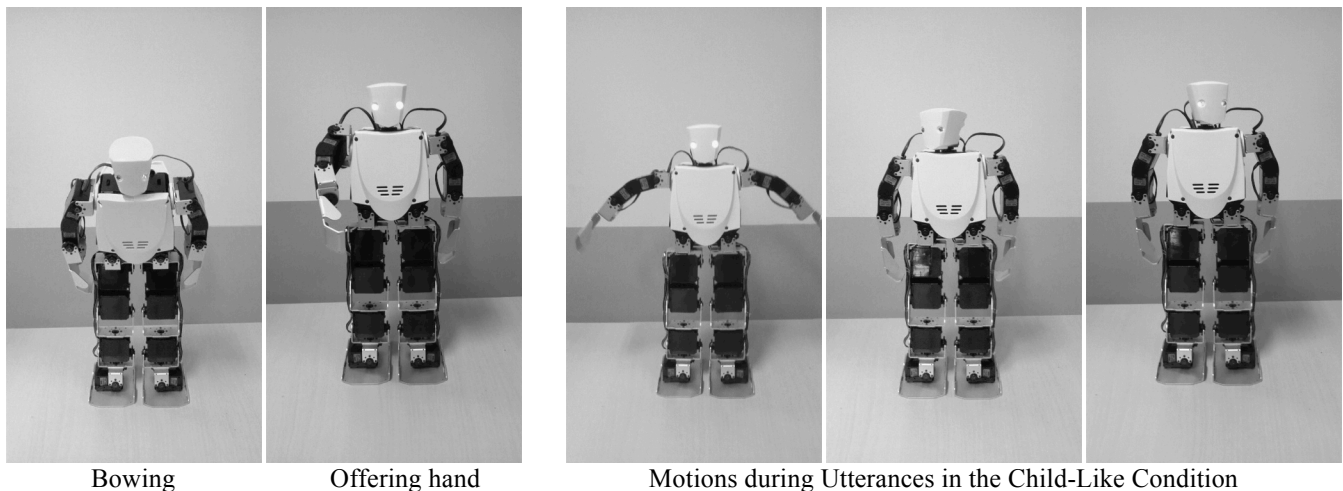 Bowing
Offering hand
Motions during Utterances in the Child-Like Condition